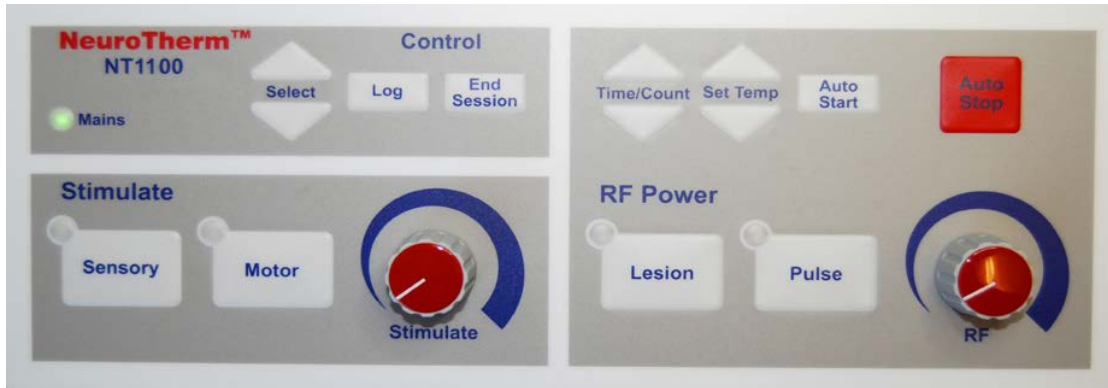 NeuroTherm™
NT1100
Mains
Control
Select
Log
End
Session
Time/Count
Set Temp
Auto
Start
Auto
Stop
Stimulate
Sensory
Motor
Stimulate
RF Power
Lesion
Pulse
RF